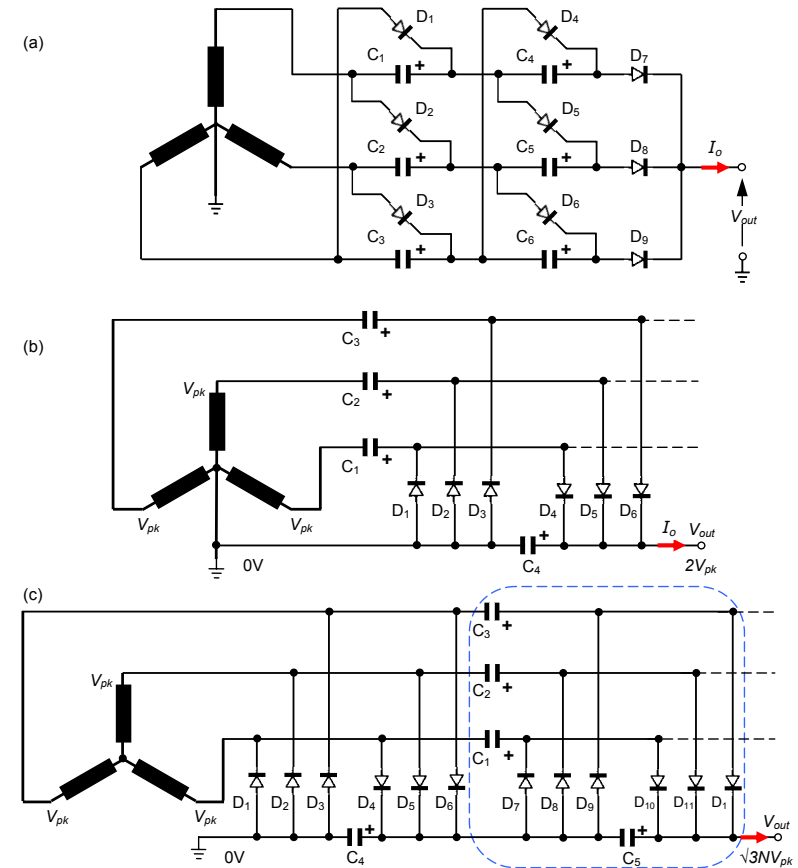 (a)
D1 D4
C1 + C4 + D7
D2 D5
C2 + C5 + D8 Io
D3 D6 Vout
C3 + C6 + D9
(b)
C3 +
Vpk
C2 +
C1 +
Vpk Vpk
D1 D2 D3 D4 D5 D6
Io Vout
0V C4 + 2Vpk
(c)
C3 +
Vpk C2 +
C1 +
Vpk Vpk
D1 D2 D3 D4 D5 D6 D7 D8 D9 D10 D11 D1
Vout
0V C4 + C5 + √3NVpk